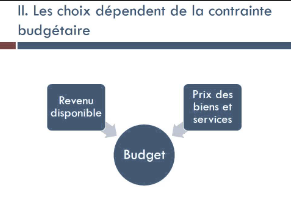 II. Les choix dépendent de la contrainte
budgétaire
Revenu
disponible
Prix des
biens et
services
Budget